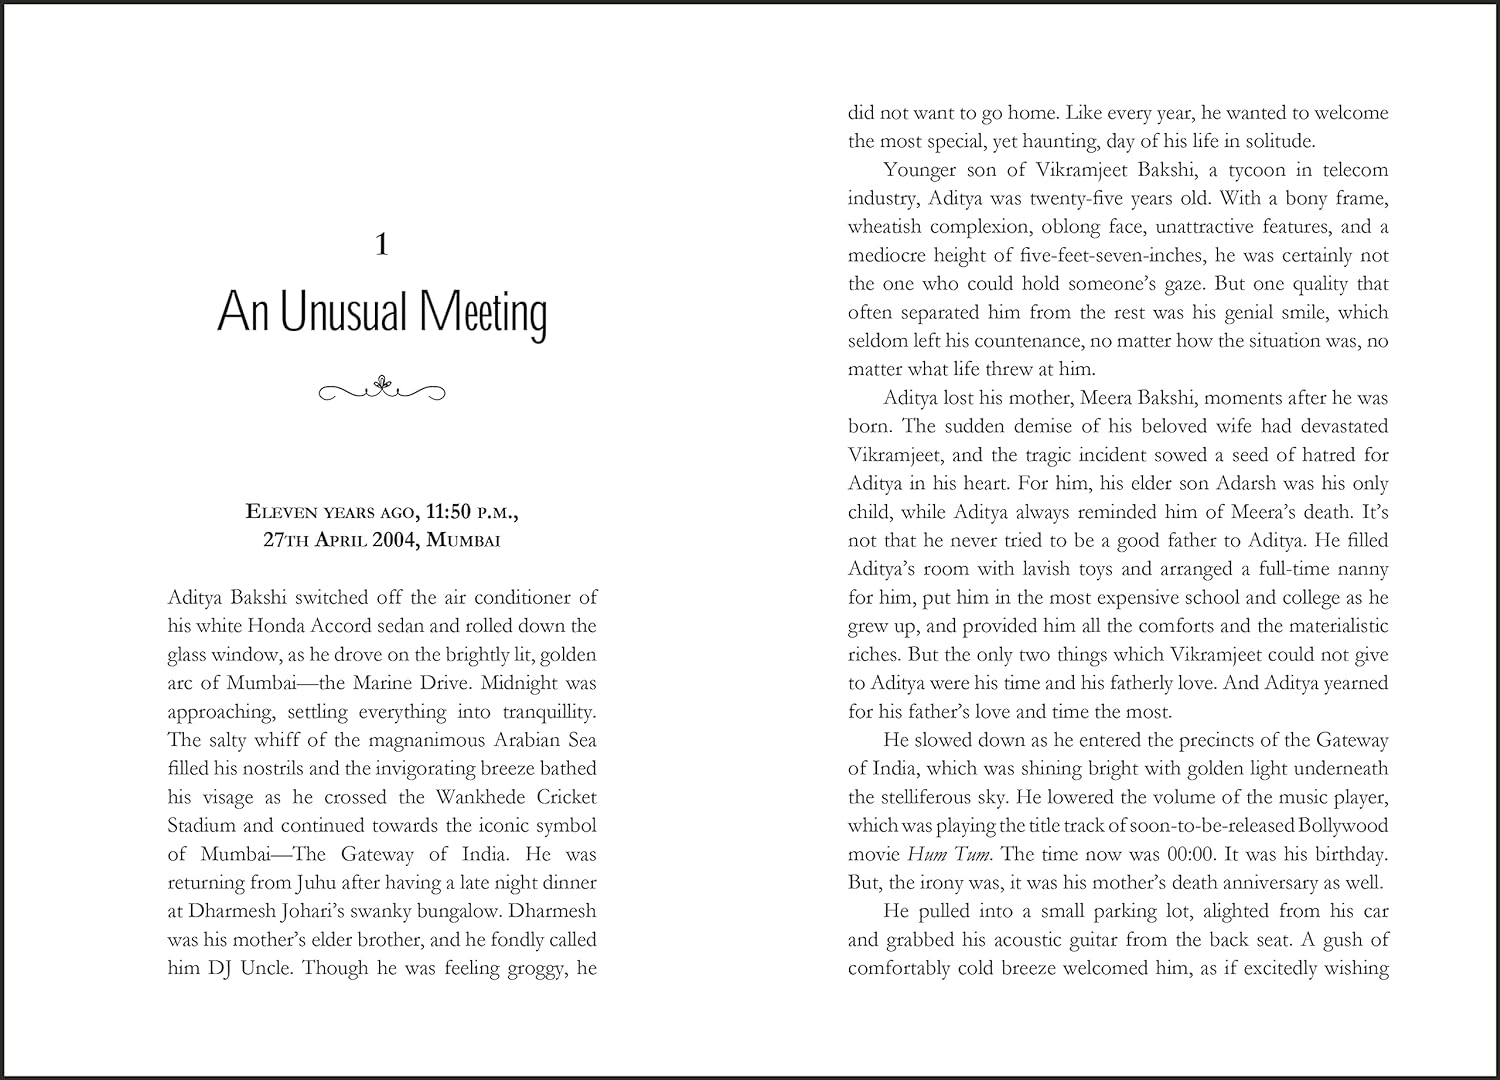 1
An Unusual Meeting
Eleven years ago, 11:50 p.m.,
27th April 2004, Mumbai
Aditya Bakshi switched off the air conditioner of
his white Honda Accord sedan and rolled down the
glass window, as he drove on the brightly lit, golden
arc of Mumbai—the Marine Drive. Midnight was
approaching, settling everything into tranquillity.
The salty whiff of the magnanimous Arabian Sea
filled his nostrils and the invigorating breeze bathed
his visage as he crossed the Wankhede Cricket
Stadium and continued towards the iconic symbol
of Mumbai—The Gateway of India. He was
returning from Juhu after having a late night dinner
at Dharmesh Johari’s swanky bungalow. Dharmesh
was his mother’s elder brother, and he fondly called
him DJ Uncle. Though he was feeling groggy, he
did not want to go home. Like every year, he wanted to welcome
the most special, yet haunting, day of his life in solitude.
Younger son of Vikramjeet Bakshi, a tycoon in telecom
industry, Aditya was twenty-five years old. With a bony frame,
wheatish complexion, oblong face, unattractive features, and a
mediocre height of five-feet-seven-inches, he was certainly not
the one who could hold someone’s gaze. But one quality that
often separated him from the rest was his genial smile, which
seldom left his countenance, no matter how the situation was, no
matter what life threw at him.
Aditya lost his mother, Meera Bakshi, moments after he was
born. The sudden demise of his beloved wife had devastated
Vikramjeet, and the tragic incident sowed a seed of hatred for
Aditya in his heart. For him, his elder son Adarsh was his only
child, while Aditya always reminded him of Meera’s death. It’s
not that he never tried to be a good father to Aditya. He filled
Aditya’s room with lavish toys and arranged a full-time nanny
for him, put him in the most expensive school and college as he
grew up, and provided him all the comforts and the materialistic
riches. But the only two things which Vikramjeet could not give
to Aditya were his time and his fatherly love. And Aditya yearned
for his father’s love and time the most.
He slowed down as he entered the precincts of the Gateway
of India, which was shining bright with golden light underneath
the stelliferous sky. He lowered the volume of the music player,
which was playing the title track of soon-to-be-released Bollywood
movie Hum Tum. The time now was 00:00. It was his birthday.
But, the irony was, it was his mother’s death anniversary as well.
He pulled into a small parking lot, alighted from his car
and grabbed his acoustic guitar from the back seat. A gush of
comfortably cold breeze welcomed him, as if excitedly wishing